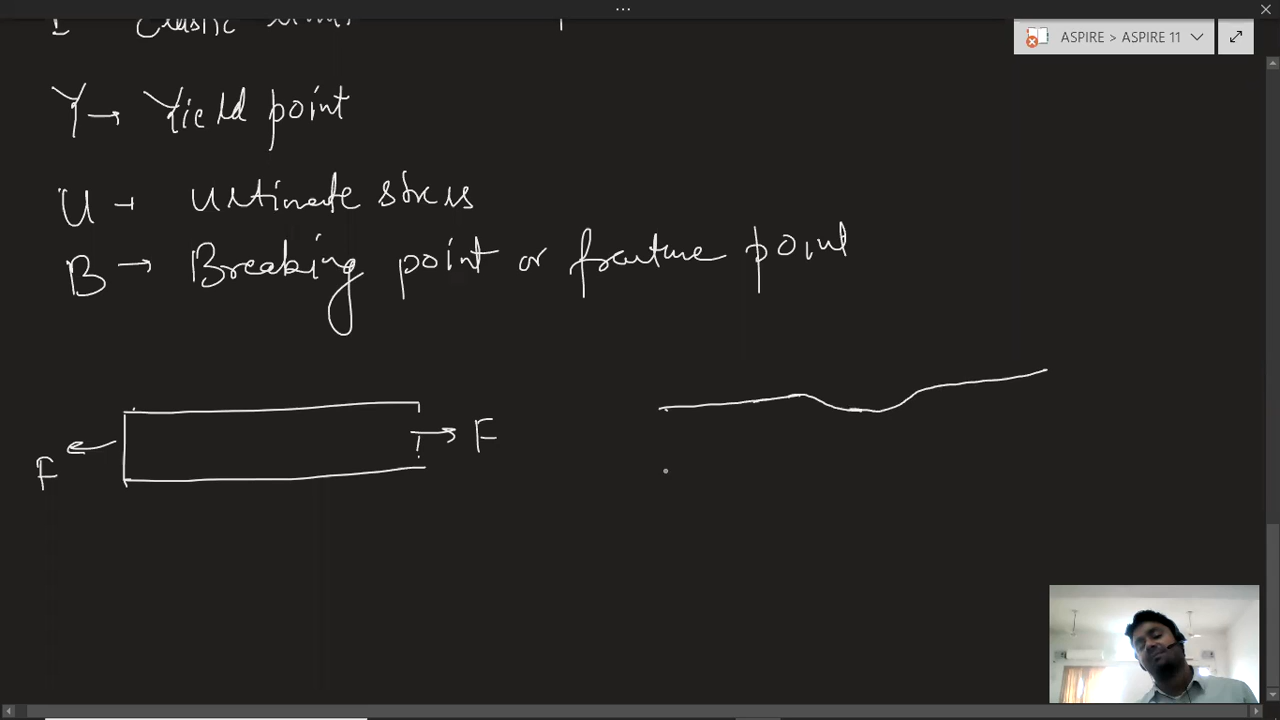 ASPIRE > ASPIRE 11
Y → Yield point
U → Ultimate stress
B → Breaking point or fracture point
F
F